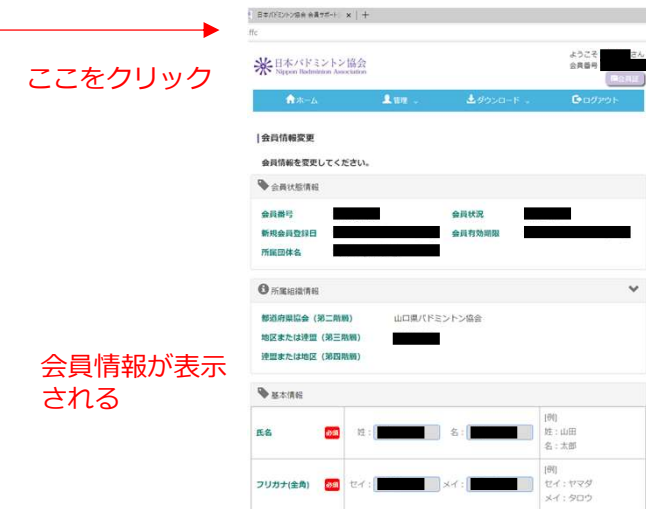 日本バドミントン協会 会員サポート
ffc
ここをクリック
日本バドミントン協会
Nippon Badminton Association
ようこそ さん
会員番号
会員証
ホーム 管理 ダウンロード ログアウト
会員情報変更
会員情報を変更してください。
会員状態情報
会員番号 会員状況
新規会員登録日 会員有効期限
所属団体名
所属組織情報
都道府県協会（第二階層） 山口県バドミントン協会
地区または連盟（第三階層）
連盟または地区（第四階層）
会員情報が表示
される
基本情報
氏名 必須 姓： 名：
[例]
姓：山田
名：太郎
フリガナ(全角) 必須 セイ： メイ：
[例]
セイ：ヤマダ
メイ：タロウ